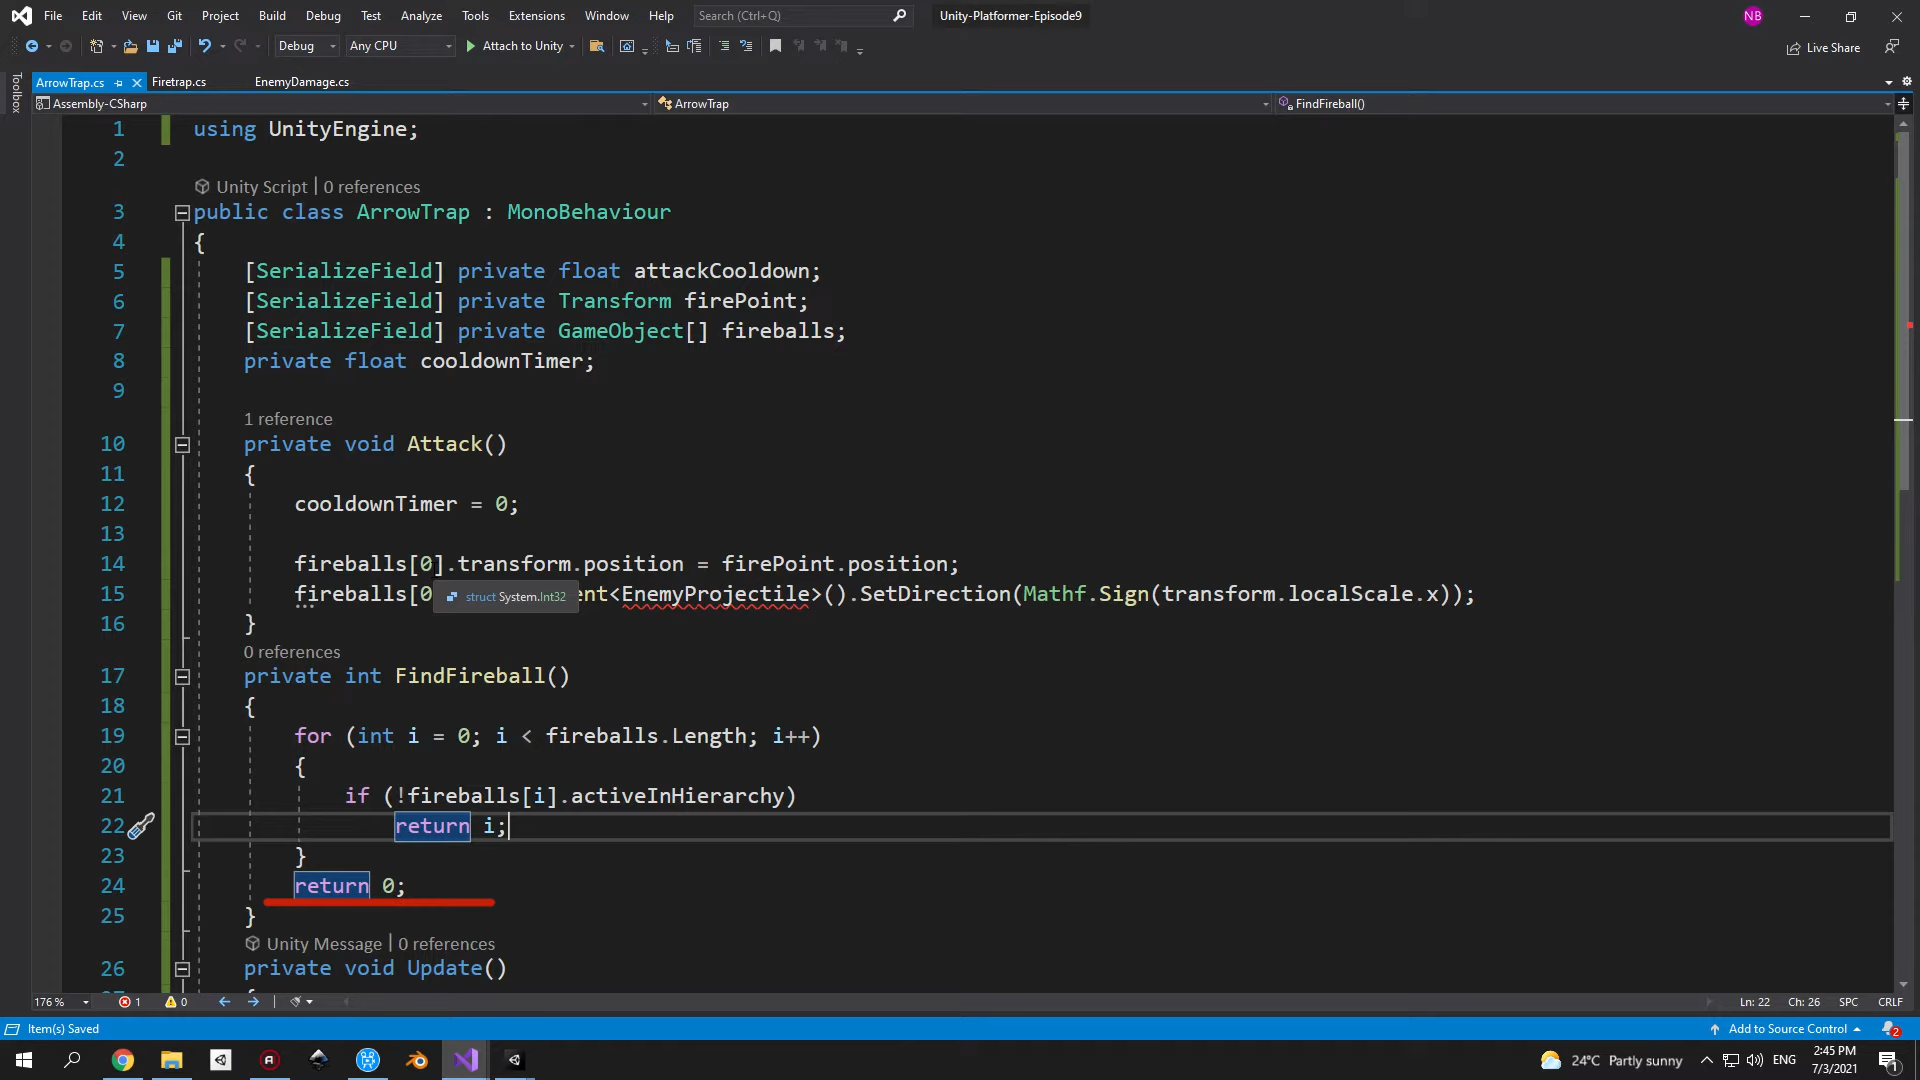 File Edit View Git Project Build Debug Test Analyze Tools Extensions Window Help Search (Ctrl+Q) Unity-Platformer-Episode9 NB
Debug Any CPU Attach to Unity Live Share
Toolbox
ArrowTrap.cs Firetrap.cs EnemyDamage.cs
Assembly-CSharp ArrowTrap FindFireball()
1 using UnityEngine;
2
Unity Script | 0 references
3 public class ArrowTrap : MonoBehaviour
4 {
5 [SerializeField] private float attackCooldown;
6 [SerializeField] private Transform firePoint;
7 [SerializeField] private GameObject[] fireballs;
8 private float cooldownTimer;
9
1 reference
10 private void Attack()
11 {
12 cooldownTimer = 0;
13
14 fireballs[0].transform.position = firePoint.position;
15 fireballs[0 struct System.Int32 ent<EnemyProjectile>().SetDirection(Mathf.Sign(transform.localScale.x));
16 }
0 references
17 private int FindFireball()
18 {
19 for (int i = 0; i < fireballs.Length; i++)
20 {
21 if (!fireballs[i].activeInHierarchy)
22 return i;
23 }
24 return 0;
25 }
Unity Message | 0 references
26 private void Update()
176 % 1 0 Ln: 22 Ch: 26 SPC CRLF
Item(s) Saved Add to Source Control 2
24°C Partly sunny ENG 2:45 PM
7/3/2021 1